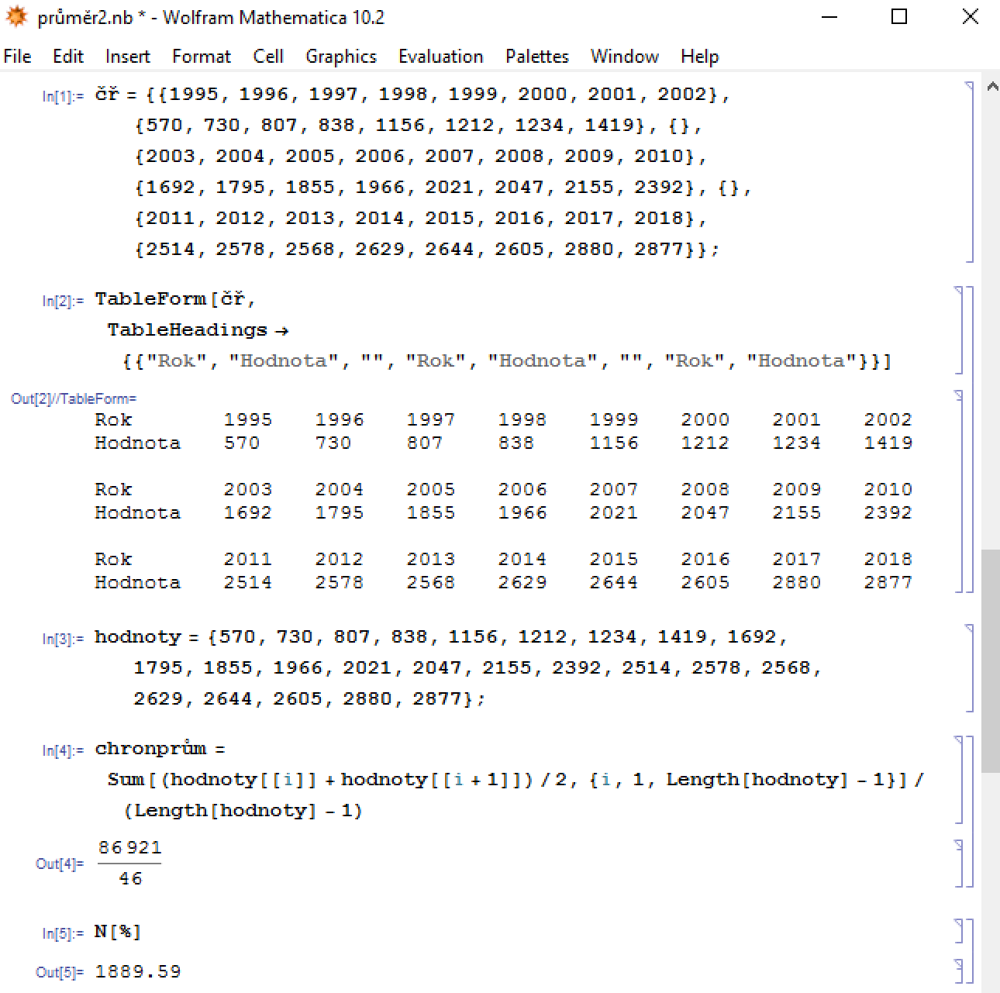 průměr2.nb * - Wolfram Mathematica 10.2
File Edit Insert Format Cell Graphics Evaluation Palettes Window Help
In[1]:= čř = {{1995, 1996, 1997, 1998, 1999, 2000, 2001, 2002},
{570, 730, 807, 838, 1156, 1212, 1234, 1419}, {},
{2003, 2004, 2005, 2006, 2007, 2008, 2009, 2010},
{1692, 1795, 1855, 1966, 2021, 2047, 2155, 2392}, {},
{2011, 2012, 2013, 2014, 2015, 2016, 2017, 2018},
{2514, 2578, 2568, 2629, 2644, 2605, 2880, 2877}};
In[2]:= TableForm[čř,
TableHeadings →
{{"Rok", "Hodnota", "", "Rok", "Hodnota", "", "Rok", "Hodnota"}}]
Out[2]//TableForm=
Rok 1995 1996 1997 1998 1999 2000 2001 2002
Hodnota 570 730 807 838 1156 1212 1234 1419
Rok 2003 2004 2005 2006 2007 2008 2009 2010
Hodnota 1692 1795 1855 1966 2021 2047 2155 2392
Rok 2011 2012 2013 2014 2015 2016 2017 2018
Hodnota 2514 2578 2568 2629 2644 2605 2880 2877
In[3]:= hodnoty = {570, 730, 807, 838, 1156, 1212, 1234, 1419, 1692,
1795, 1855, 1966, 2021, 2047, 2155, 2392, 2514, 2578, 2568,
2629, 2644, 2605, 2880, 2877};
In[4]:= chronprům =
Sum[(hodnoty[[i]] + hodnoty[[i + 1]]) / 2, {i, 1, Length[hodnoty] - 1}] /
(Length[hodnoty] - 1)
86 921
Out[4]=
46
In[5]:= N[%]
Out[5]= 1889.59